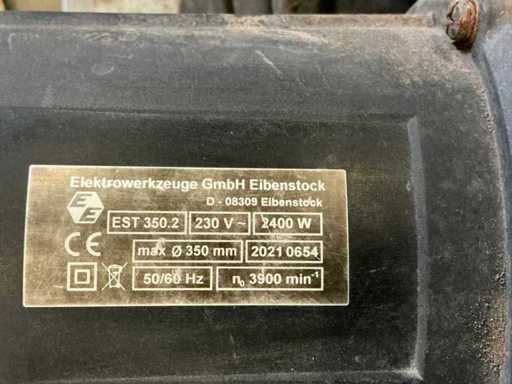 Elektrowerkzeuge GmbH Eibenstock
D - 08309 Eibenstock
EST 350.2 230 V ~ 2400 W
CE max Ø 350 mm 2021 0654
50/60 Hz n₀ 3900 min⁻¹